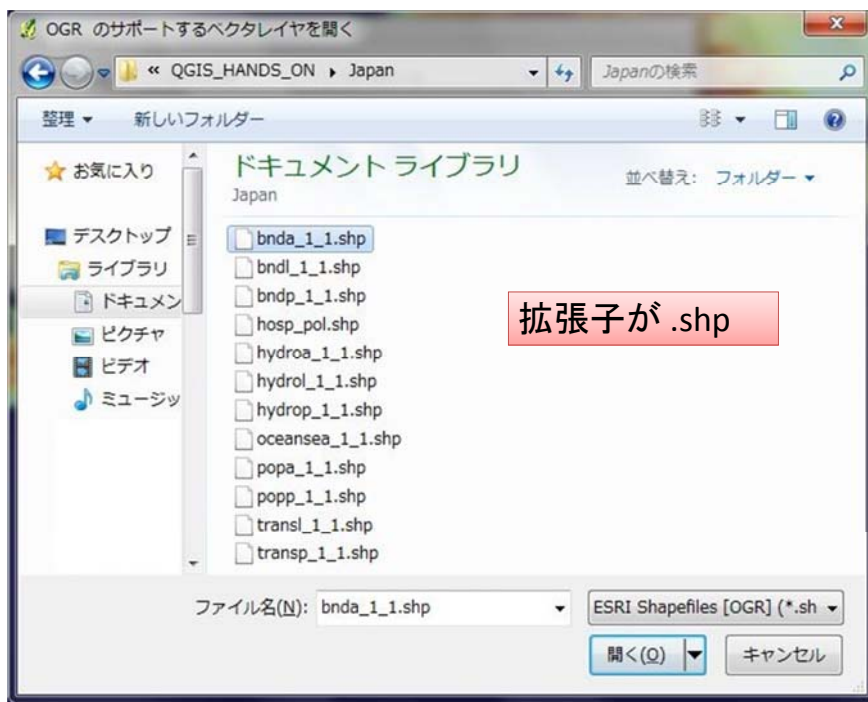 OGR のサポートするベクタレイヤを開く
« QGIS_HANDS_ON ▸ Japan
Japanの検索
整理 ▼ 新しいフォルダー
お気に入り
デスクトップ
ライブラリ
ドキュメン
ピクチャ
ビデオ
ミュージッ
ドキュメント ライブラリ
Japan
並べ替え: フォルダー ▼
bnda_1_1.shp
bndl_1_1.shp
bndp_1_1.shp
hosp_pol.shp
hydroa_1_1.shp
hydrol_1_1.shp
hydrop_1_1.shp
oceansea_1_1.shp
popa_1_1.shp
popp_1_1.shp
transl_1_1.shp
transp_1_1.shp
拡張子が .shp
ファイル名(N): bnda_1_1.shp
ESRI Shapefiles [OGR] (*.sh
開く(O)
キャンセル